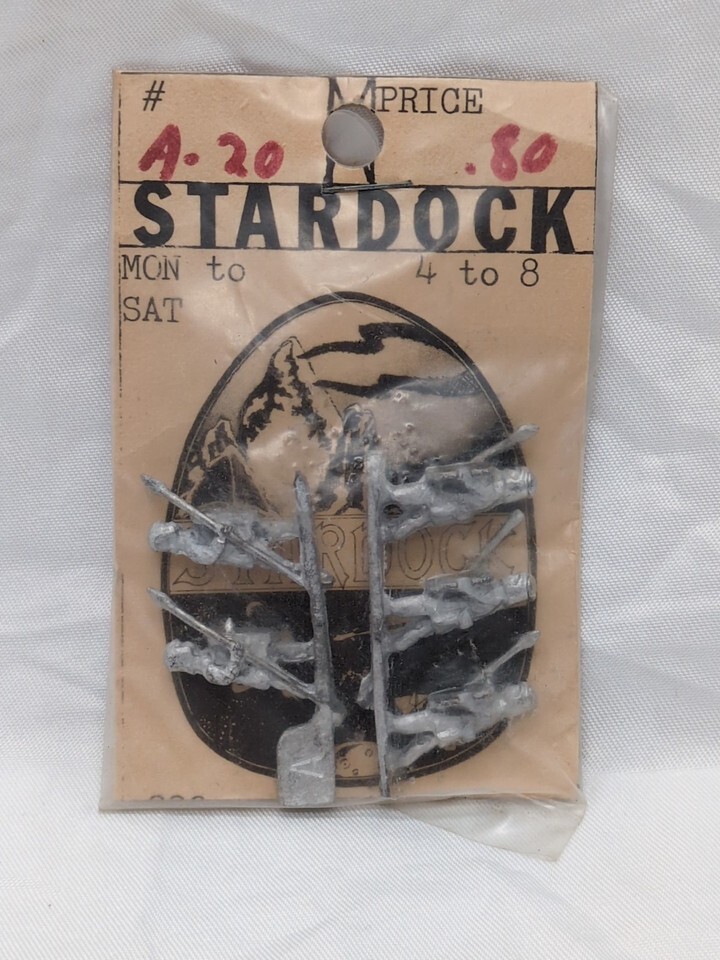 # PRICE
A-20 .80
STARDOCK
MON to 4 to 8
SAT
STARDOCK